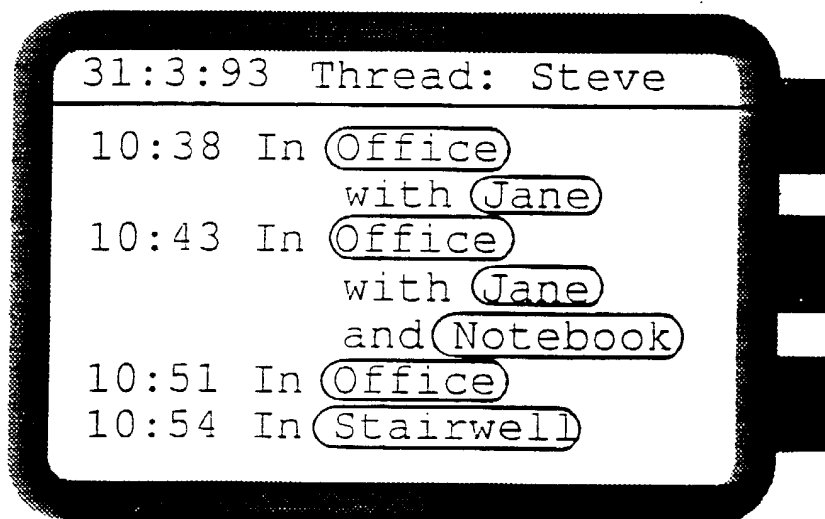 31:3:93 Thread: Steve
10:38 In Office
with Jane
10:43 In Office
with Jane
and Notebook
10:51 In Office
10:54 In Stairwell